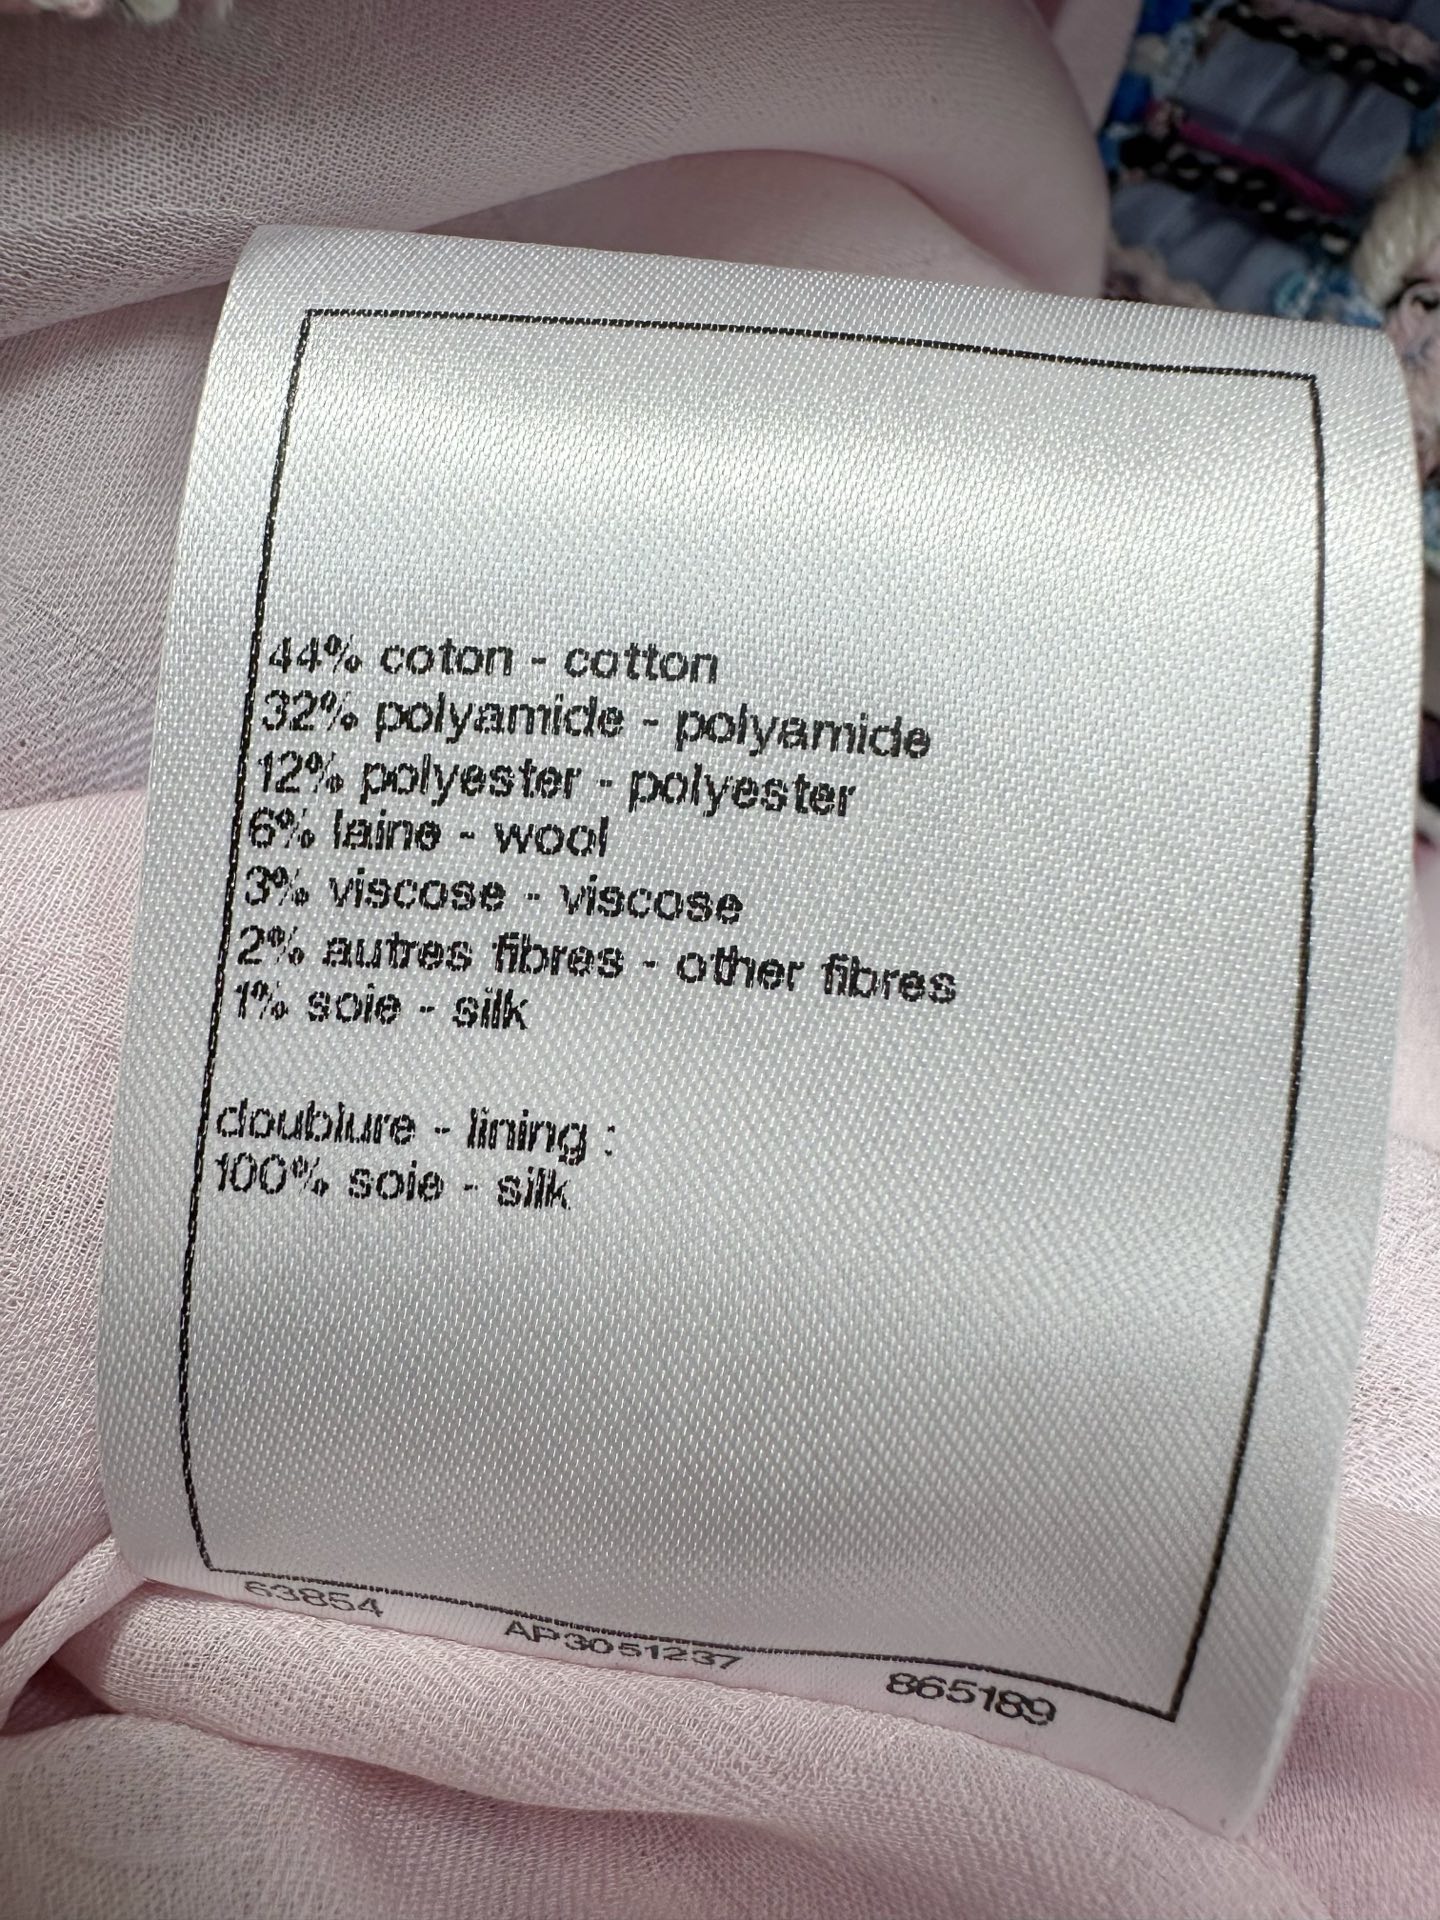 44% coton - cotton
32% polyamide - polyamide
12% polyester - polyester
6% laine - wool
3% viscose - viscose
2% autres fibres - other fibres
1% soie - silk
doublure - lining :
100% soie - silk
63854 AP3051237 865189